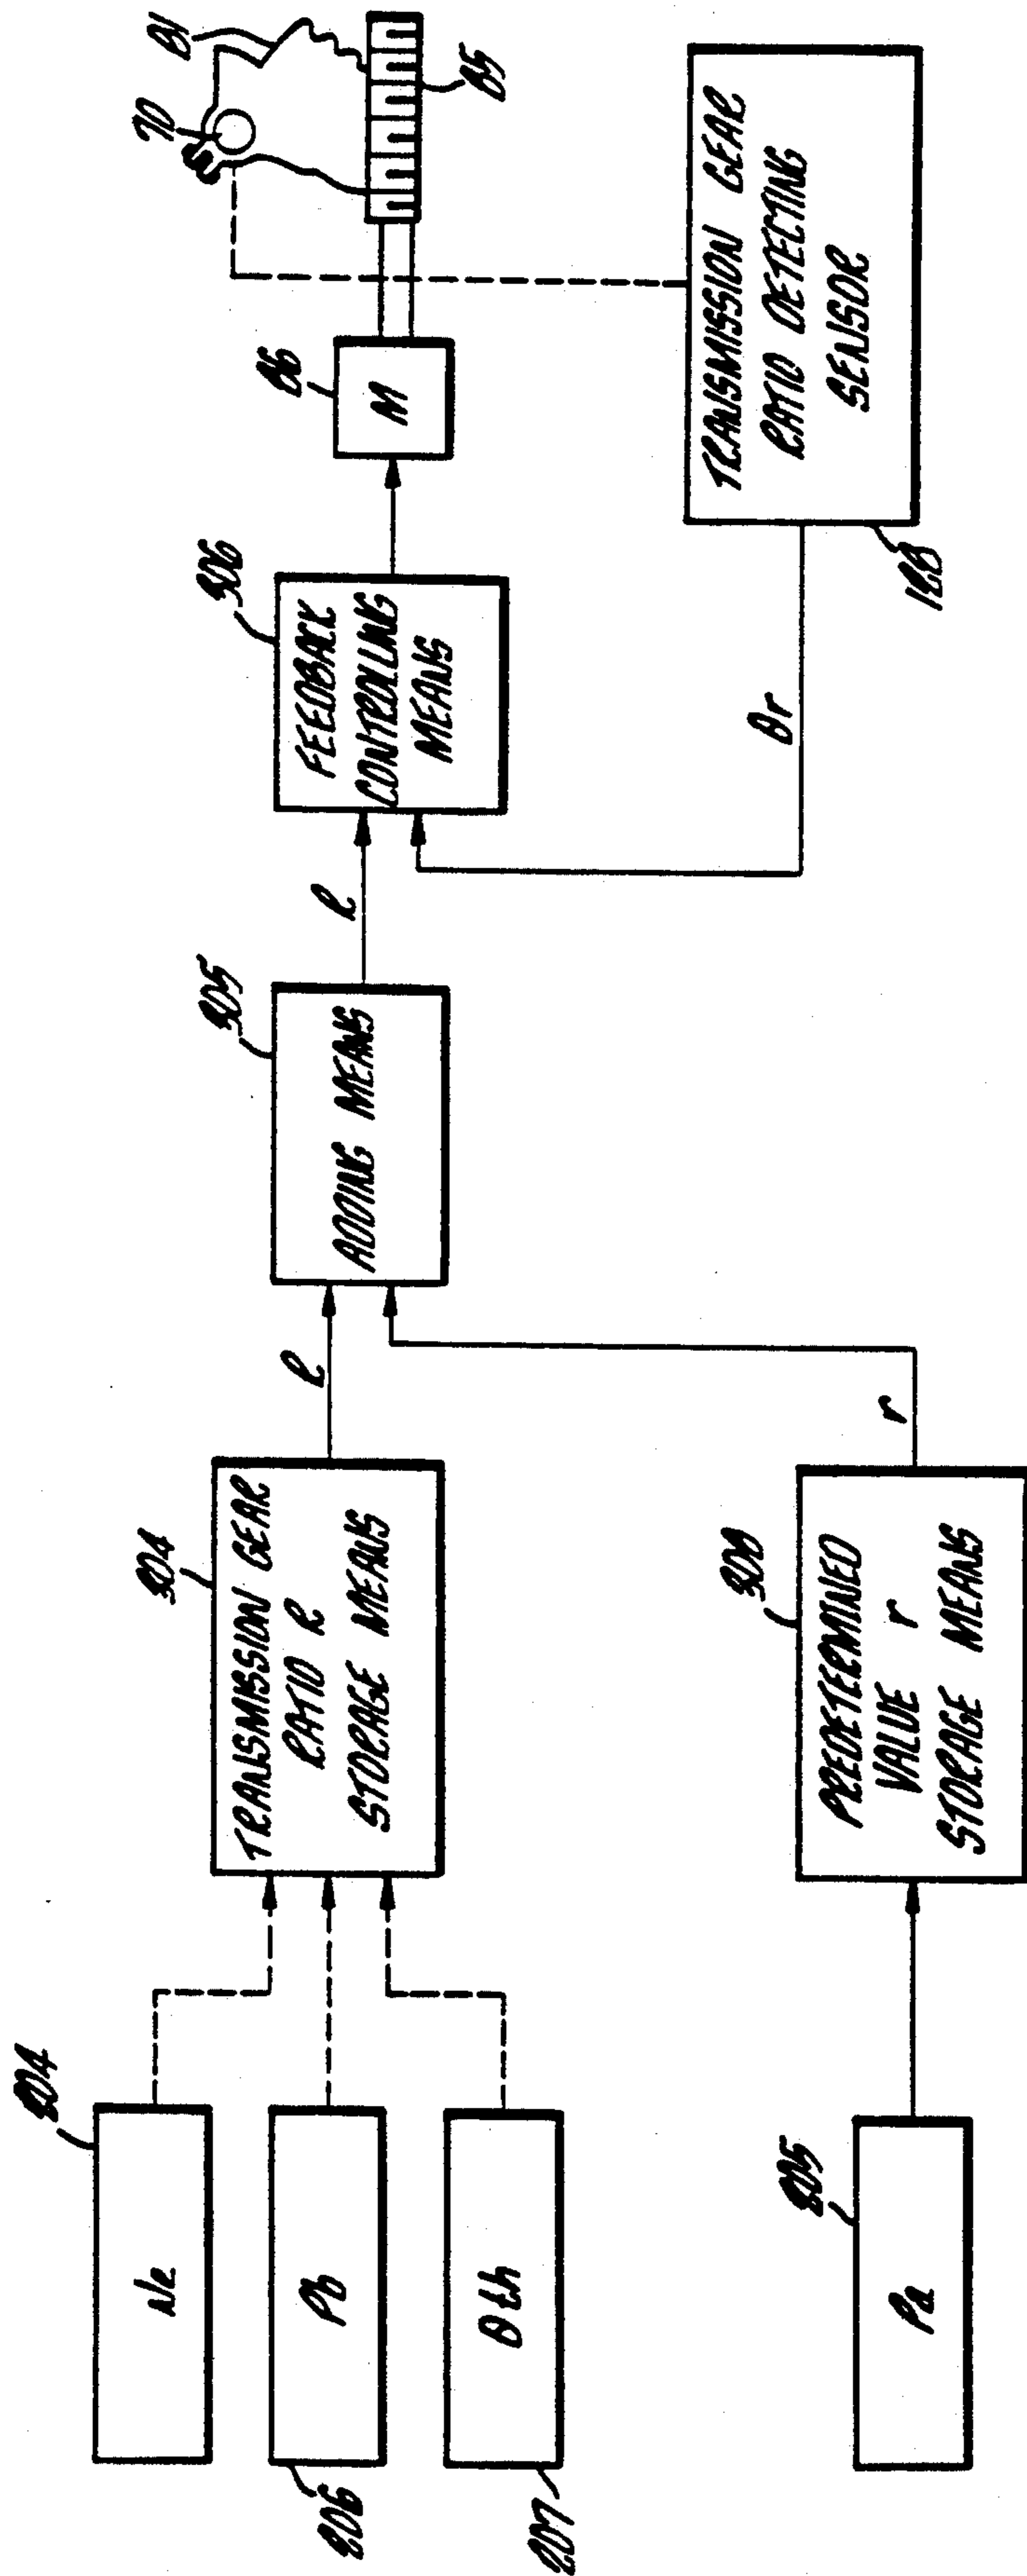 204
Ne
206
Pb
207
θth
205
Pa
304
TRANSMISSION GEAR
RATIO R
STORAGE MEANS
308
PREDETERMINED
VALUE r
STORAGE MEANS
R
r
305
ADDING MEANS
R
306
FEEDBACK
CONTROLLING
MEANS
θr
86
M
70
81
85
TRANSMISSION GEAR
RATIO DETECTING
SENSOR